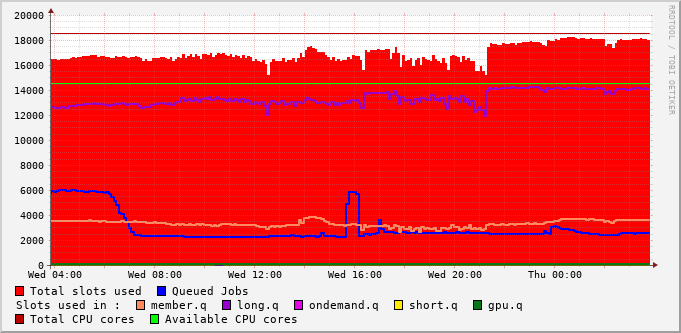 20000
18000
16000
14000
12000
10000
8000
6000
4000
2000
0
Wed 04:00 Wed 08:00 Wed 12:00 Wed 16:00 Wed 20:00 Thu 00:00
Total slots used Queued Jobs
Slots used in : member.q long.q ondemand.q short.q gpu.q
Total CPU cores Available CPU cores
RRDTOOL / TOBI OETIKER